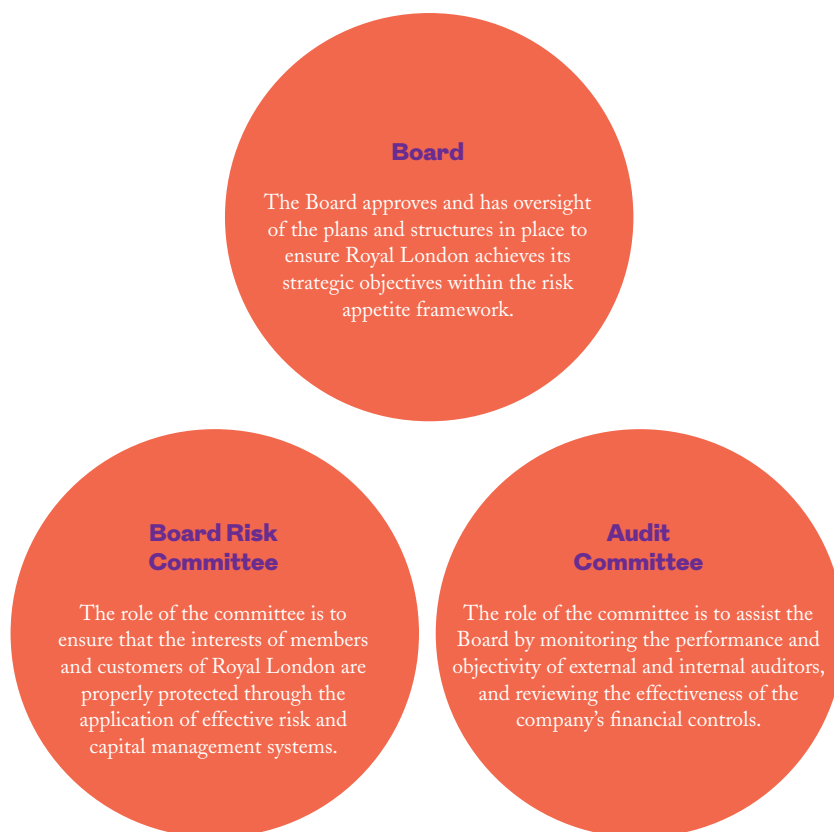 Board
The Board approves and has oversight
of the plans and structures in place to
ensure Royal London achieves its
strategic objectives within the risk
appetite framework.
Board Risk
Committee
The role of the committee is to
ensure that the interests of members
and customers of Royal London are
properly protected through the
application of effective risk and
capital management systems.
Audit
Committee
The role of the committee is to assist the
Board by monitoring the performance and
objectivity of external and internal auditors,
and reviewing the effectiveness of the
company’s financial controls.